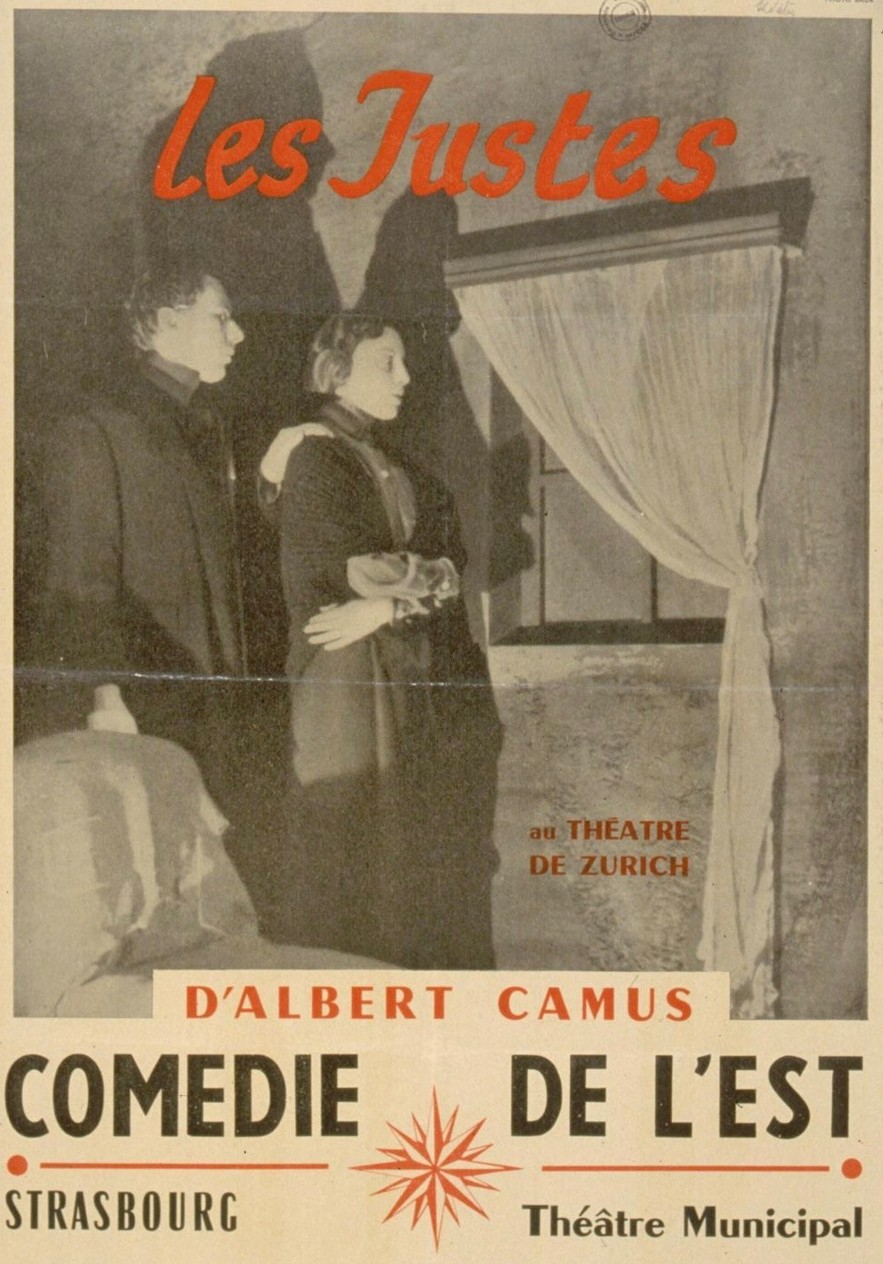 les Justes
au THÉATRE
DE ZURICH
D'ALBERT CAMUS
COMEDIE DE L'EST
STRASBOURG
Théâtre Municipal